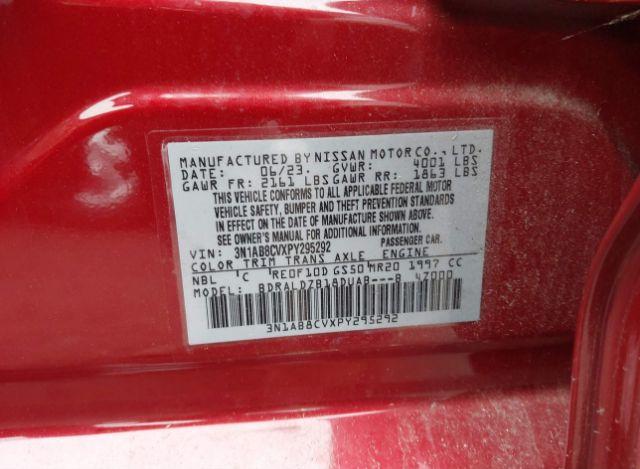 MANUFACTURED BY NISSAN MOTOR CO., LTD.
DATE: 06/23. GVWR: 4001 LBS
GAWR FR: 2161 LBS GAWR RR: 1863 LBS
THIS VEHICLE CONFORMS TO ALL APPLICABLE FEDERAL MOTOR
VEHICLE SAFETY, BUMPER AND THEFT PREVENTION STANDARDS
IN EFFECT ON THE DATE OF MANUFACTURE SHOWN ABOVE.
SEE OWNER'S MANUAL FOR ADDITIONAL INFORMATION.
VIN: 3N1AB8CVXPY295292 PASSENGER CAR.
COLOR TRIM TRANS AXLE ENGINE
NBL C RE0F10D GS50 MR20 1997 CC
MODEL: BDRALDZB18DUAB---B 4Z000
3N1AB8CVXPY295292